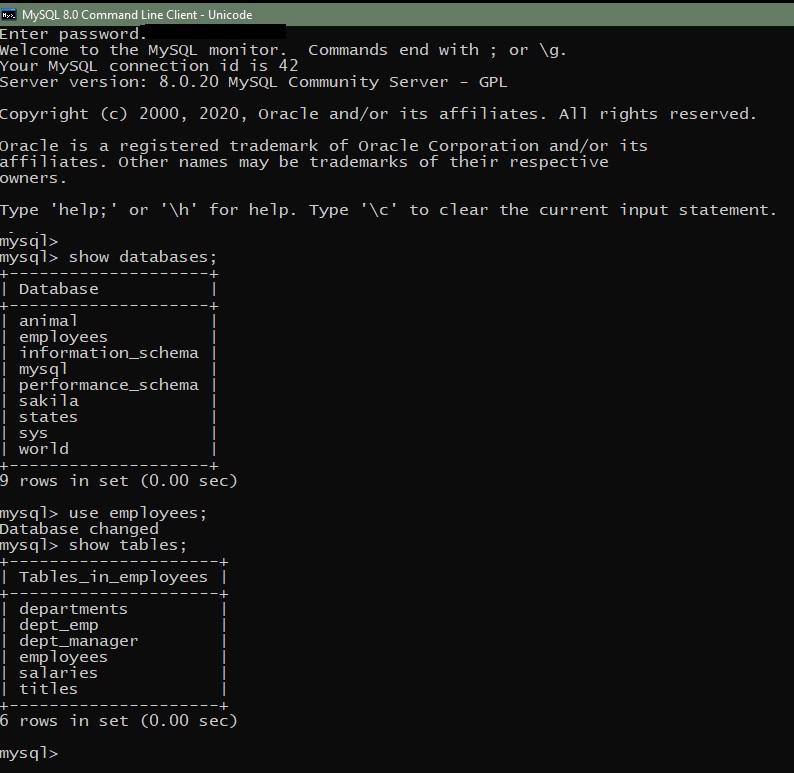 MySQL 8.0 Command Line Client - Unicode
Enter password.
Welcome to the MySQL monitor.  Commands end with ; or \g.
Your MySQL connection id is 42
Server version: 8.0.20 MySQL Community Server - GPL
Copyright (c) 2000, 2020, Oracle and/or its affiliates. All rights reserved.
Oracle is a registered trademark of Oracle Corporation and/or its
affiliates. Other names may be trademarks of their respective
owners.
Type 'help;' or '\h' for help. Type '\c' to clear the current input statement.
mysql>
mysql> show databases;
+--------------------+
| Database           |
+--------------------+
| animal             |
| employees          |
| information_schema |
| mysql              |
| performance_schema |
| sakila             |
| states             |
| sys                |
| world              |
+--------------------+
9 rows in set (0.00 sec)
mysql> use employees;
Database changed
mysql> show tables;
+---------------------+
| Tables_in_employees |
+---------------------+
| departments         |
| dept_emp            |
| dept_manager        |
| employees           |
| salaries            |
| titles              |
+---------------------+
6 rows in set (0.00 sec)
mysql>